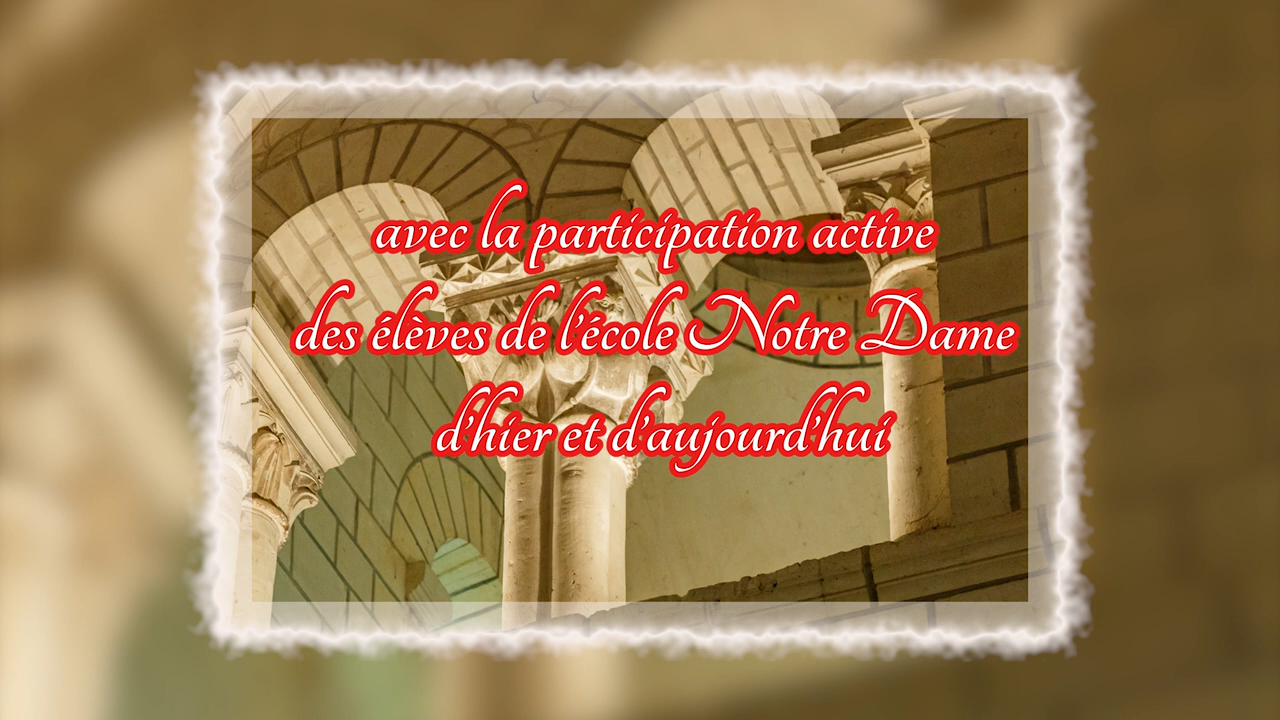 avec la participation active
des élèves de l'école Notre Dame
d'hier et d'aujourd'hui